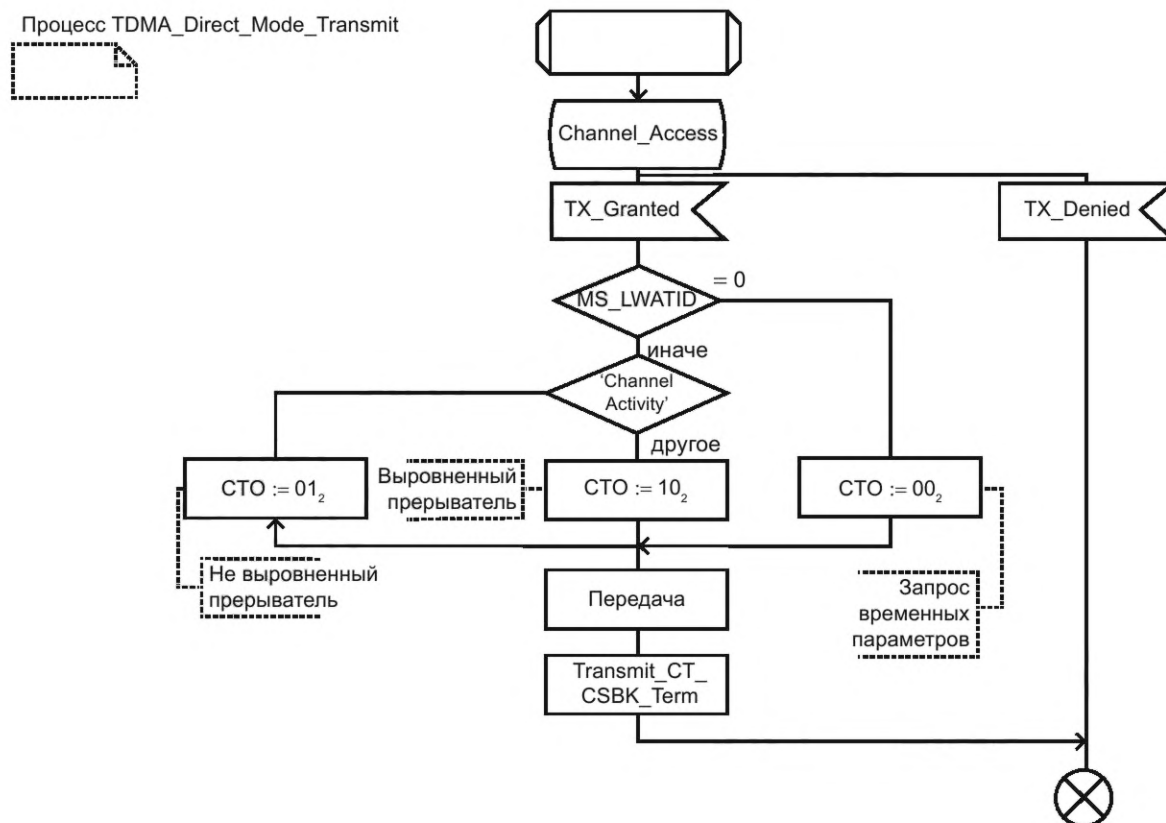 Процесс TDMA_Direct_Mode_Transmit
Channel_Access
TX_Granted
TX_Denied
MS_LWATID
= 0
иначе
‘Channel
Activity’
другое
CTO := 01₂
Выровненный
прерыватель
CTO := 10₂
CTO := 00₂
Не выровненный
прерыватель
Передача
Запрос
временных
параметров
Transmit_CT_
CSBK_Term